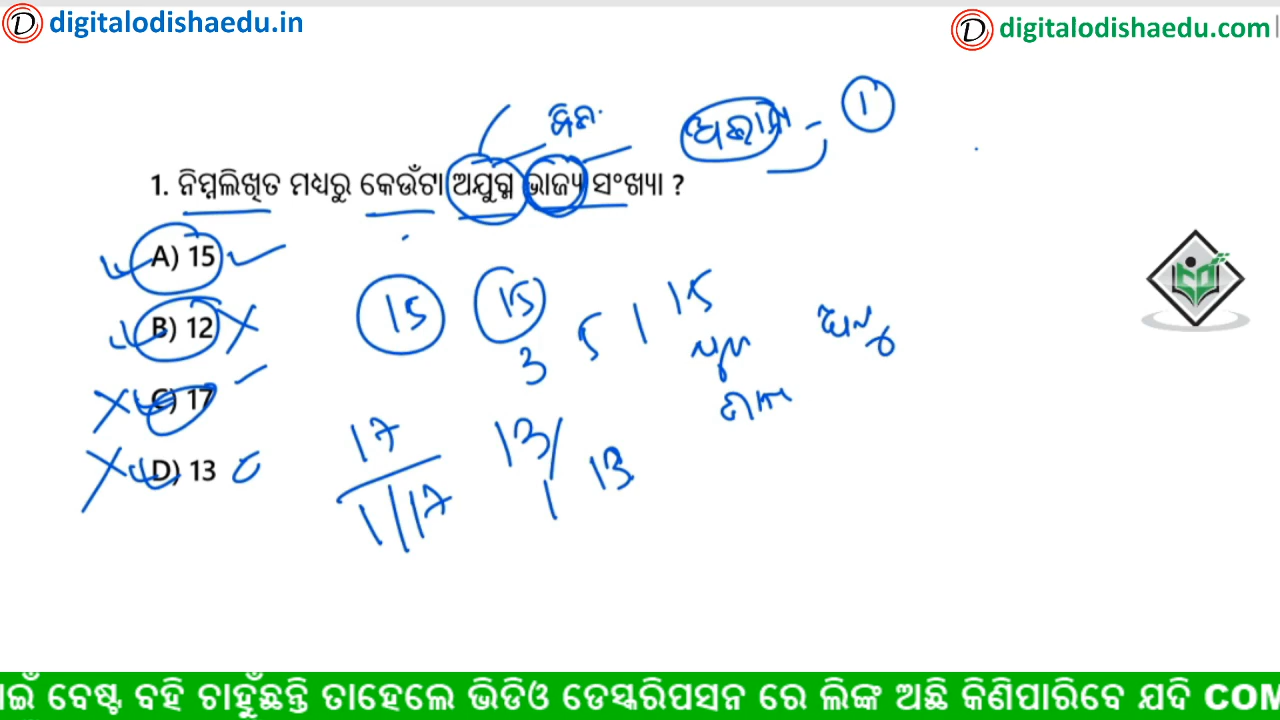 digitalodishaedu.in
digitalodishaedu.com
1
1. ନିମ୍ନଲିଖିତ ମଧ୍ୟରୁ କେଉଁଟା ଅଯୁଗ୍ମ ଭାଜ୍ୟ ସଂଖ୍ୟା ?
A) 15
B) 12
C) 17
D) 13
15 15
3 5 1 15
17 13
1 17 1 13
ାଇଁ ବେଷ୍ଟ ବହି ଚାହୁଁଛନ୍ତି ତାହେଲେ ଭିଡିଓ ଡେସ୍କରିପସନ ରେ ଲିଙ୍କ ଅଛି କିଣିପାରିବେ ଯଦି COM